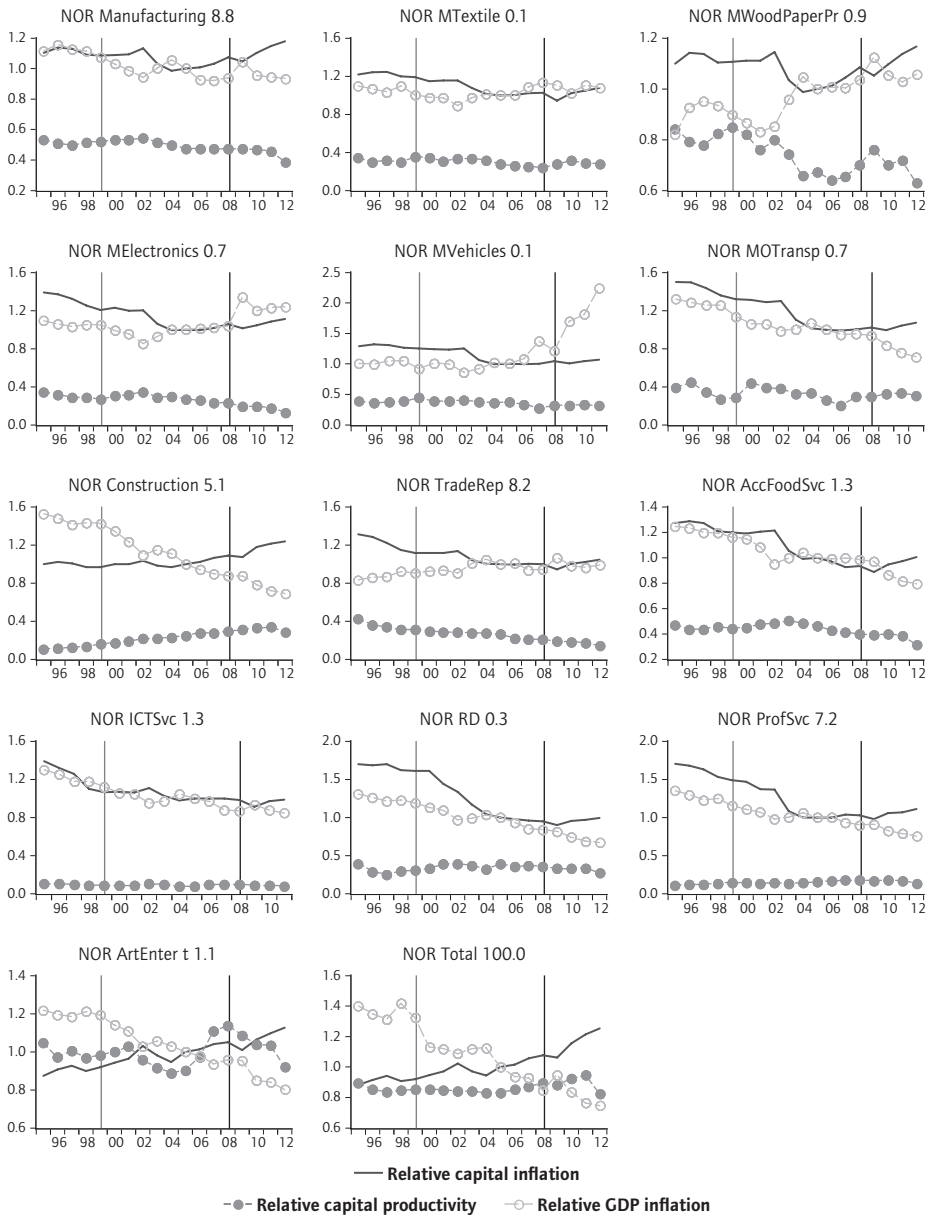 NOR Manufacturing 8.8
1.2
1.0
0.8
0.6
0.4
0.2
96 98 00 02 04 06 08 10 12
NOR MTextile 0.1
1.6
1.2
0.8
0.4
0.0
96 98 00 02 04 06 08 10 12
NOR MWoodPaperPr 0.9
1.2
1.0
0.8
0.6
96 98 00 02 04 06 08 10 12
NOR MElectronics 0.7
1.6
1.2
0.8
0.4
0.0
96 98 00 02 04 06 08 10 12
NOR MVehicles 0.1
2.5
2.0
1.5
1.0
0.5
0.0
96 98 00 02 04 06 08 10
NOR MOTransp 0.7
1.6
1.2
0.8
0.4
0.0
96 98 00 02 04 06 08 10
NOR Construction 5.1
1.6
1.2
0.8
0.4
0.0
96 98 00 02 04 06 08 10 12
NOR TradeRep 8.2
1.6
1.2
0.8
0.4
0.0
96 98 00 02 04 06 08 10 12
NOR AccFoodSvc 1.3
1.4
1.2
1.0
0.8
0.6
0.4
0.2
96 98 00 02 04 06 08 10 12
NOR ICTSvc 1.3
1.6
1.2
0.8
0.4
0.0
96 98 00 02 04 06 08 10
NOR RD 0.3
2.0
1.5
1.0
0.5
0.0
96 98 00 02 04 06 08 10 12
NOR ProfSvc 7.2
2.0
1.5
1.0
0.5
0.0
96 98 00 02 04 06 08 10 12
NOR ArtEnter t 1.1
1.4
1.2
1.0
0.8
0.6
96 98 00 02 04 06 08 10 12
NOR Total 100.0
1.6
1.4
1.2
1.0
0.8
0.6
96 98 00 02 04 06 08 10 12
Relative capital inflation
Relative capital productivity Relative GDP inflation